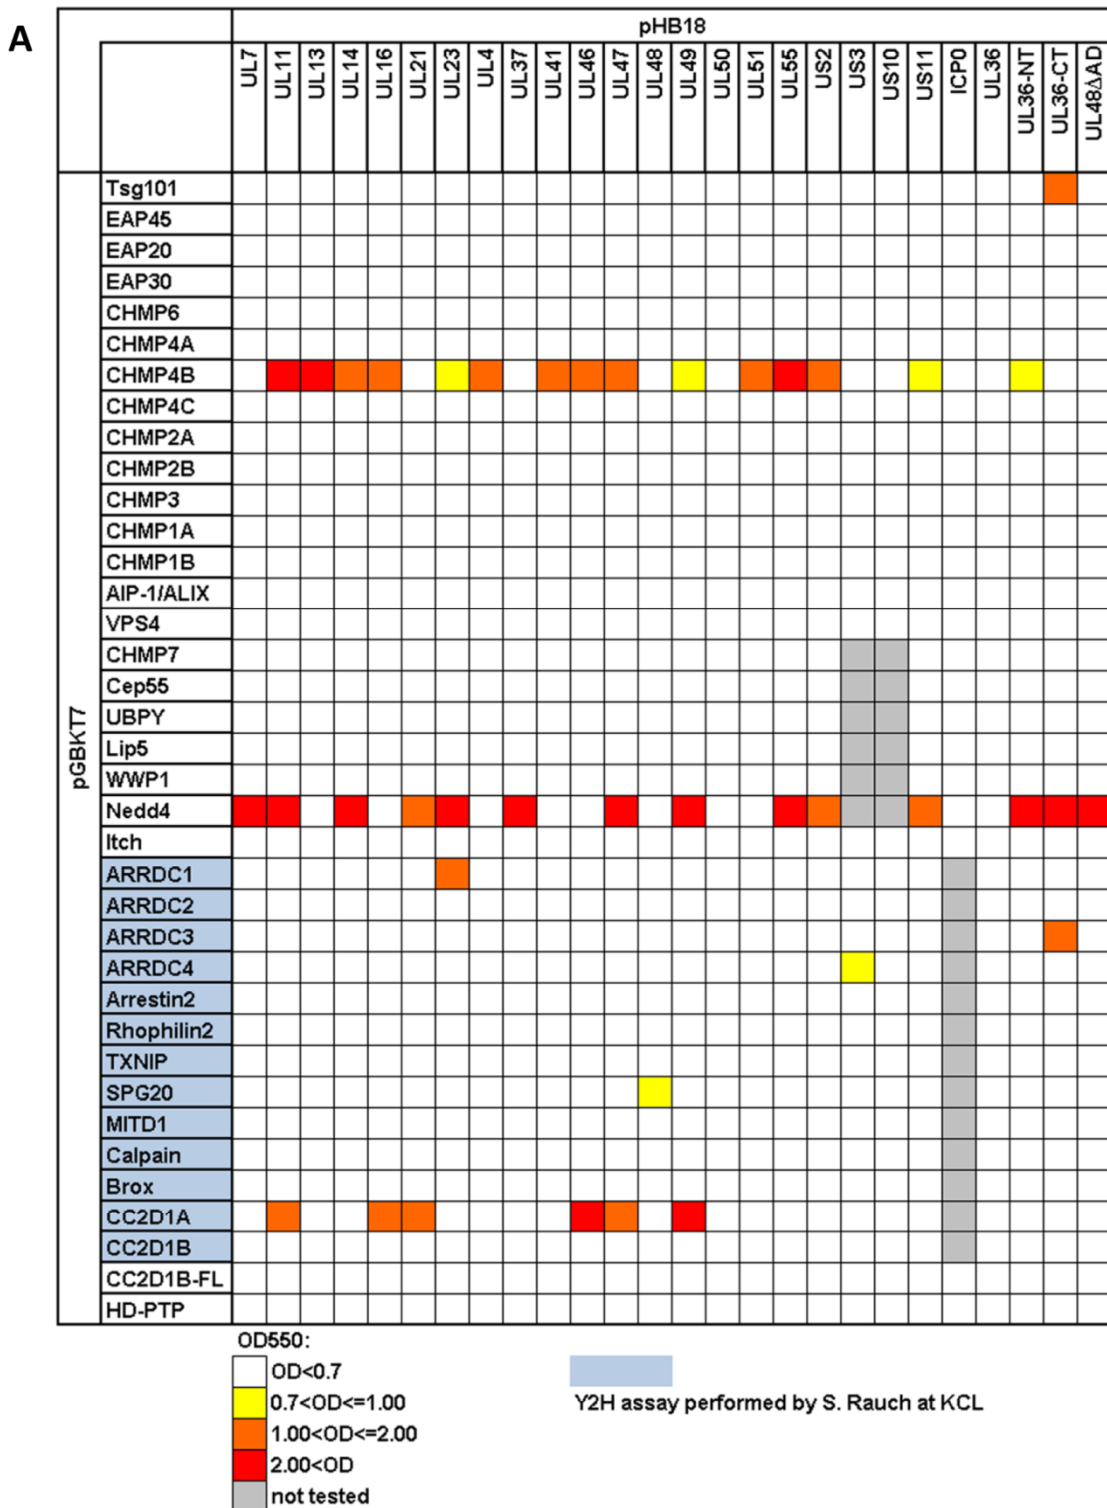 A
pHB18
UL7
UL11
UL13
UL14
UL16
UL21
UL23
UL4
UL37
UL41
UL46
UL47
UL48
UL49
UL50
UL51
UL55
US2
US3
US10
US11
ICP0
UL36
UL36-NT
UL36-CT
UL48ΔAD
pGBKT7
Tsg101
EAP45
EAP20
EAP30
CHMP6
CHMP4A
CHMP4B
CHMP4C
CHMP2A
CHMP2B
CHMP3
CHMP1A
CHMP1B
AIP-1/ALIX
VPS4
CHMP7
Cep55
UBPY
Lip5
WWP1
Nedd4
Itch
ARRDC1
ARRDC2
ARRDC3
ARRDC4
Arrestin2
Rhophilin2
TXNIP
SPG20
MITD1
Calpain
Brox
CC2D1A
CC2D1B
CC2D1B-FL
HD-PTP
OD550:
OD<0.7
0.7<OD<=1.00
1.00<OD<=2.00
2.00<OD
not tested
Y2H assay performed by S. Rauch at KCL